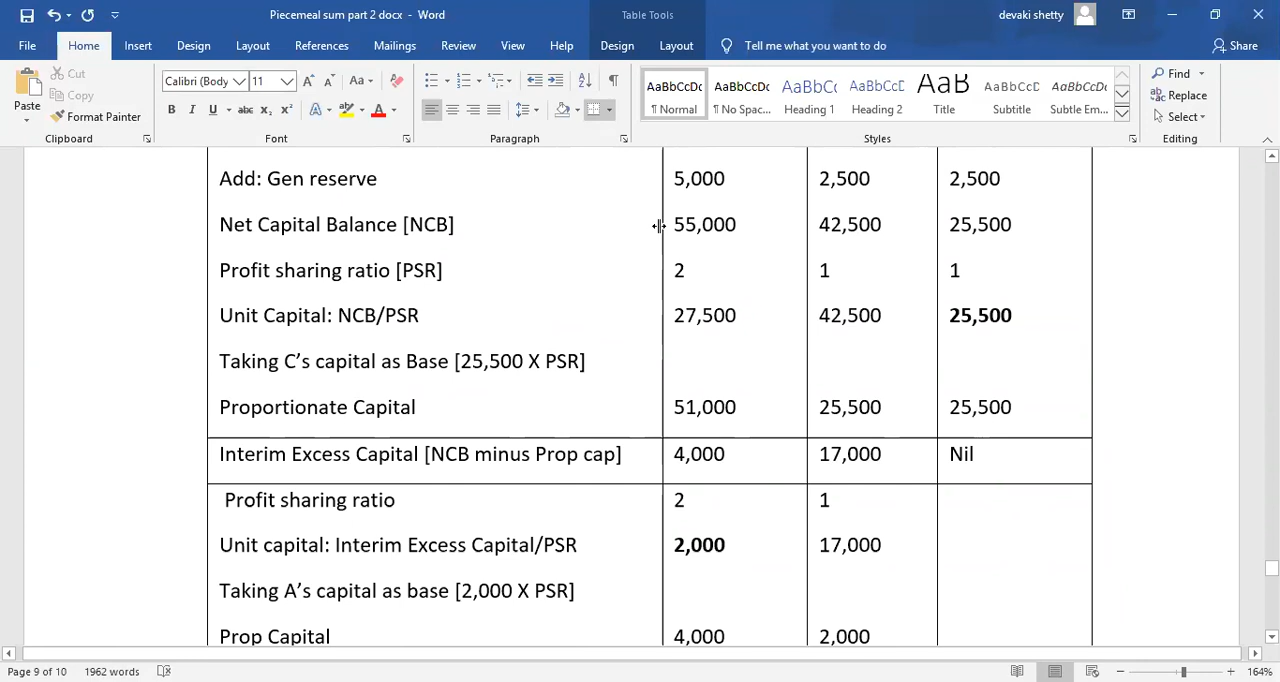 Piecemeal sum part 2 docx - Word
Table Tools
devaki shetty
File Home Insert Design Layout References Mailings Review View Help Design Layout Tell me what you want to do Share
Paste
Cut
Copy
Format Painter
Clipboard
Calibri (Body 11
Font
Paragraph
AaBbCcDc AaBbCcDc AaBbCc AaBbCcD AaB AaBbCcD AaBbCcDc
¶ Normal ¶ No Spac... Heading 1 Heading 2 Title Subtitle Subtle Em...
Styles
Find
Replace
Select
Editing
Add: Gen reserve 5,000 2,500 2,500
Net Capital Balance [NCB] 55,000 42,500 25,500
Profit sharing ratio [PSR] 2 1 1
Unit Capital: NCB/PSR 27,500 42,500 25,500
Taking C’s capital as Base [25,500 X PSR]
Proportionate Capital 51,000 25,500 25,500
Interim Excess Capital [NCB minus Prop cap] 4,000 17,000 Nil
Profit sharing ratio 2 1
Unit capital: Interim Excess Capital/PSR 2,000 17,000
Taking A’s capital as base [2,000 X PSR]
Prop Capital 4,000 2,000
Page 9 of 10 1962 words 164%